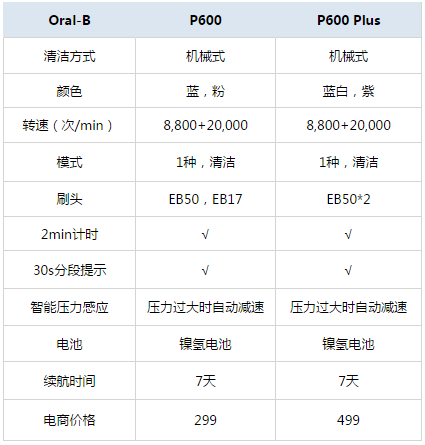 Oral-B P600 P600 Plus
清洁方式 机械式 机械式
颜色 蓝，粉 蓝白，紫
转速（次/min） 8,800+20,000 8,800+20,000
模式 1种，清洁 1种，清洁
刷头 EB50，EB17 EB50*2
2min计时 √ √
30s分段提示 √ √
智能压力感应 压力过大时自动减速 压力过大时自动减速
电池 镍氢电池 镍氢电池
续航时间 7天 7天
电商价格 299 499